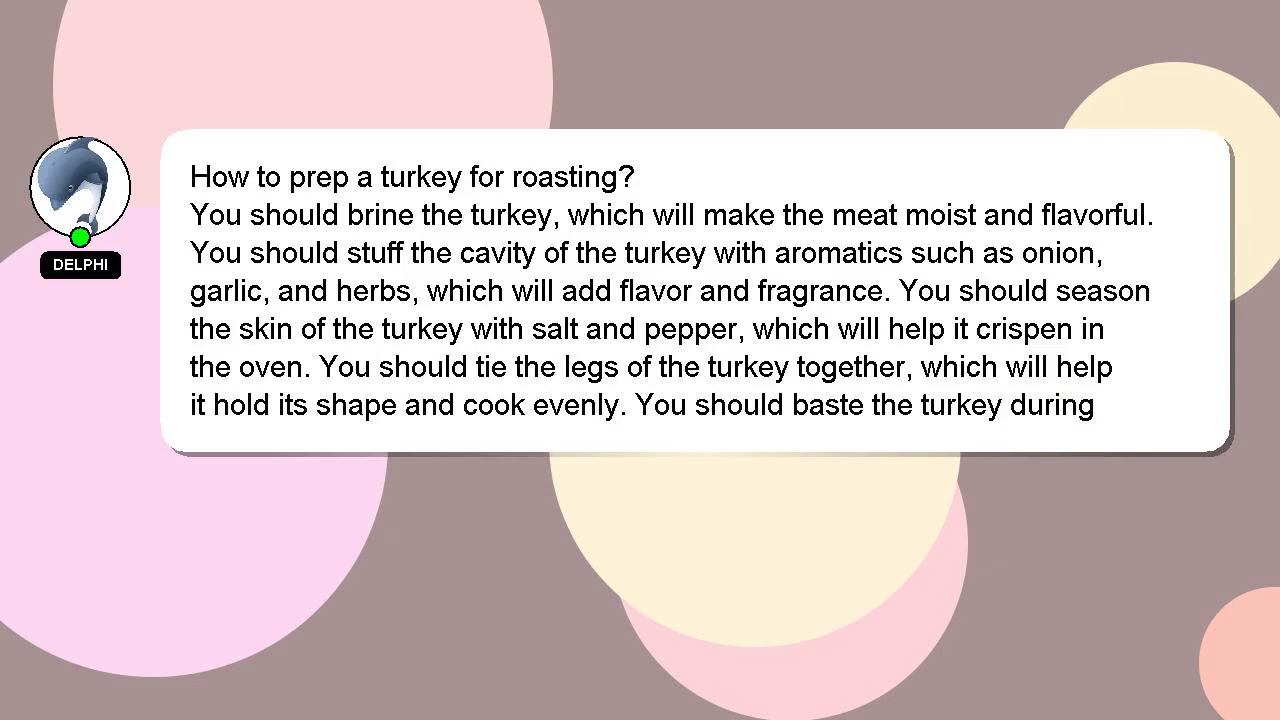 How to prep a turkey for roasting?
You should brine the turkey, which will make the meat moist and flavorful.
You should stuff the cavity of the turkey with aromatics such as onion,
garlic, and herbs, which will add flavor and fragrance. You should season
the skin of the turkey with salt and pepper, which will help it crispen in
the oven. You should tie the legs of the turkey together, which will help
it hold its shape and cook evenly. You should baste the turkey during
DELPHI